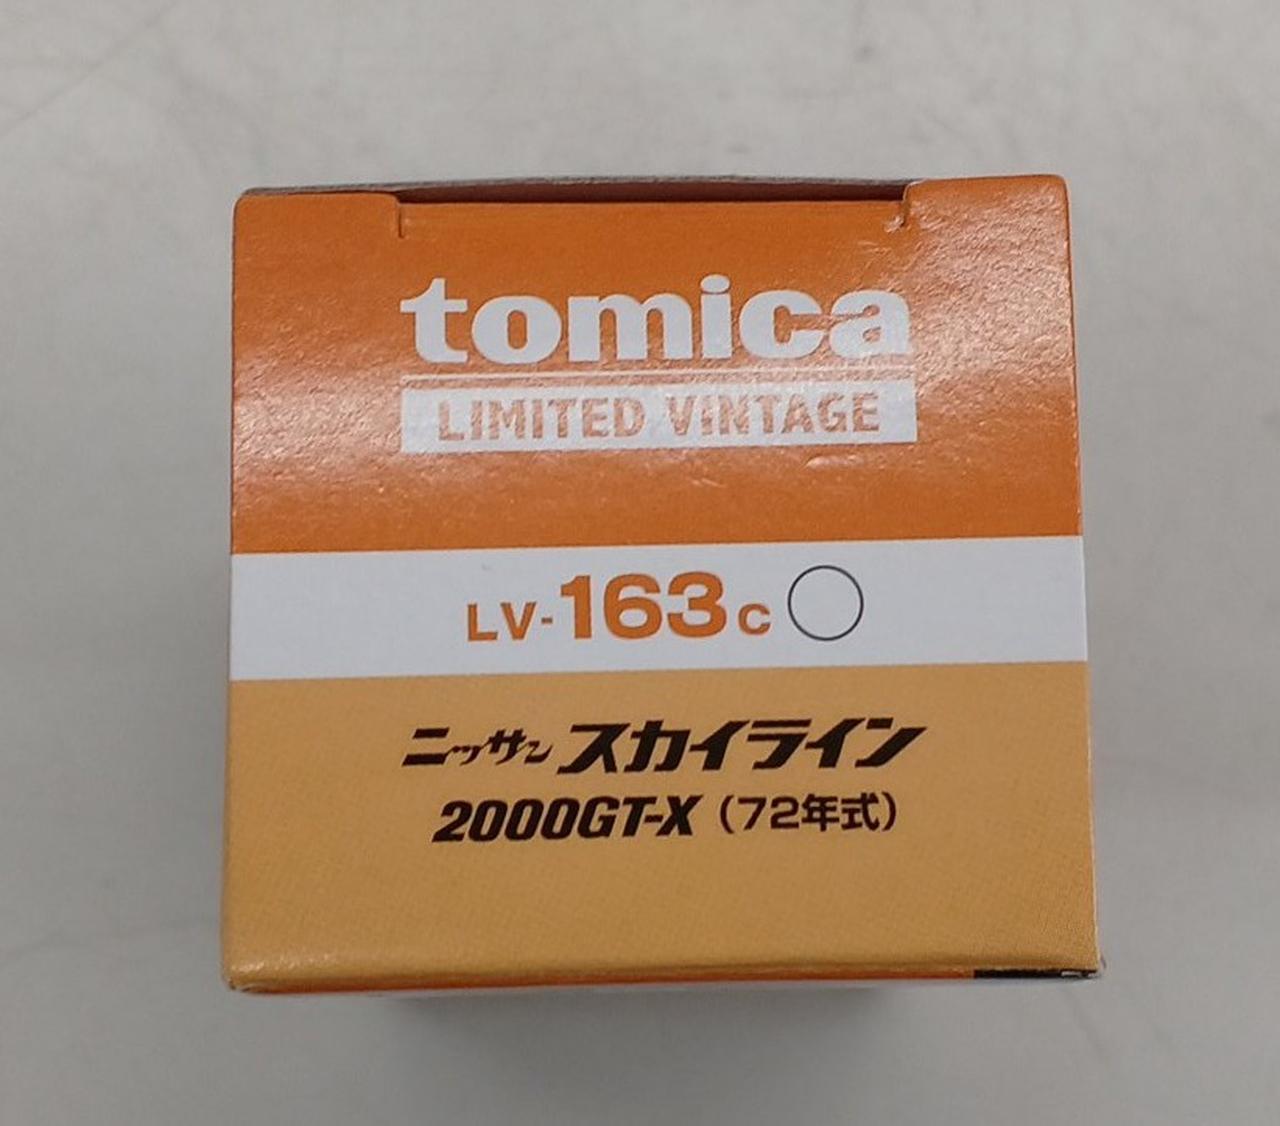 tomica
LIMITED VINTAGE
LV-163c
ニッサン スカイライン
2000GT-X（72年式）